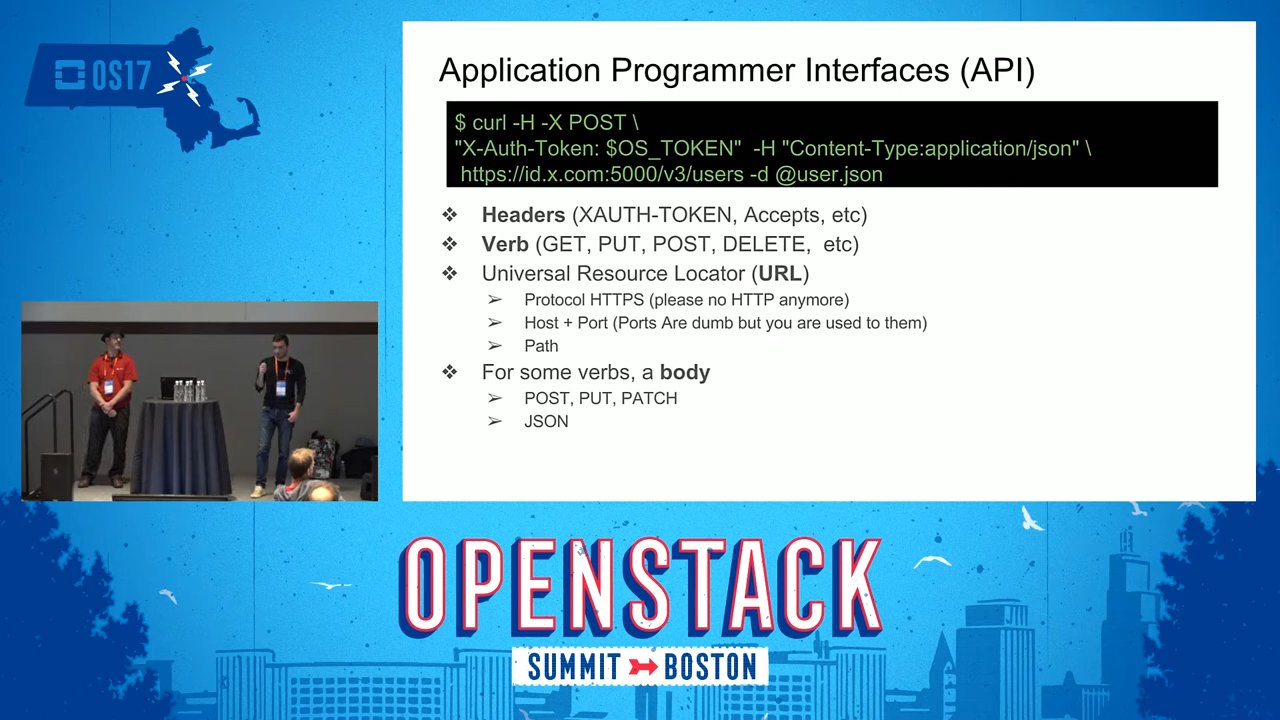 OS17
Application Programmer Interfaces (API)
$ curl -H -X POST \
"X-Auth-Token: $OS_TOKEN" -H "Content-Type:application/json" \
https://id.x.com:5000/v3/users -d @user.json
❖ Headers (XAUTH-TOKEN, Accepts, etc)
❖ Verb (GET, PUT, POST, DELETE, etc)
❖ Universal Resource Locator (URL)
➢ Protocol HTTPS (please no HTTP anymore)
➢ Host + Port (Ports Are dumb but you are used to them)
➢ Path
❖ For some verbs, a body
➢ POST, PUT, PATCH
➢ JSON
OPENSTACK
SUMMIT BOSTON